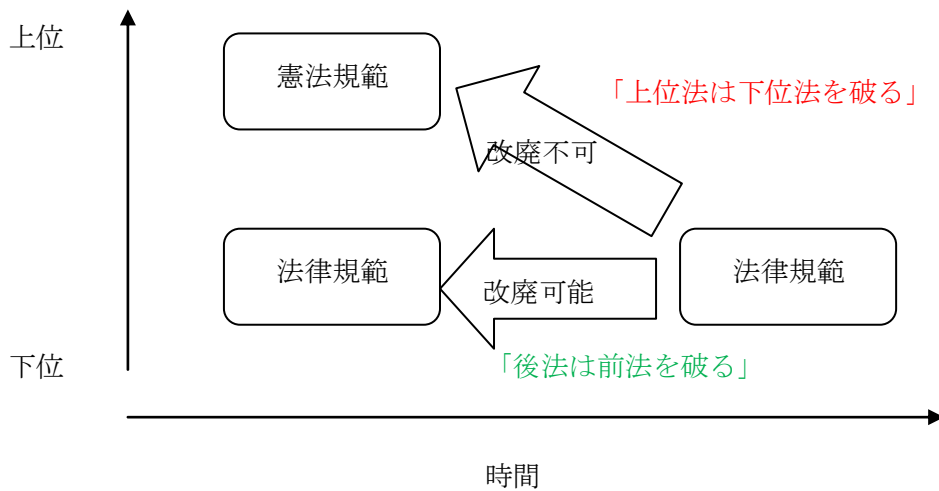 上位
憲法規範
「上位法は下位法を破る」
改廃不可
法律規範
改廃可能
法律規範
下位
「後法は前法を破る」
時間